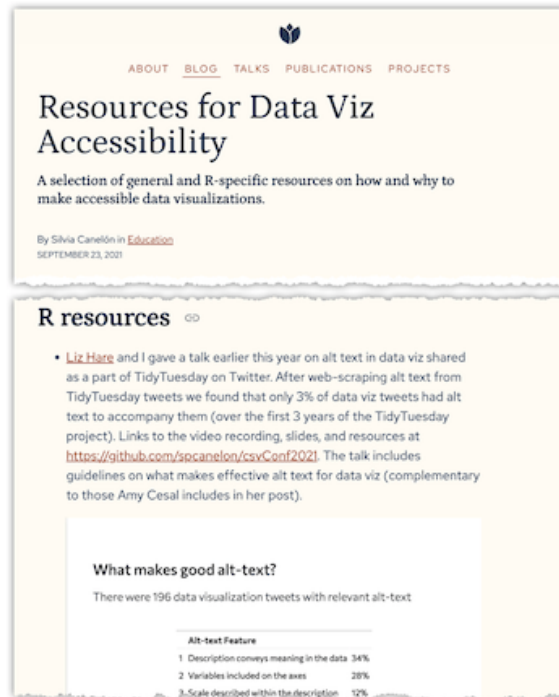 ABOUT BLOG TALKS PUBLICATIONS PROJECTS
Resources for Data Viz
Accessibility
A selection of general and R-specific resources on how and why to
make accessible data visualizations.
By Silvia Canelón in Education
SEPTEMBER 23, 2021
R resources
• Liz Hare and I gave a talk earlier this year on alt text in data viz shared
as a part of TidyTuesday on Twitter. After web-scraping alt text from
TidyTuesday tweets we found that only 3% of data viz tweets had alt
text to accompany them (over the first 3 years of the TidyTuesday
project). Links to the video recording, slides, and resources at
https://github.com/spcanelon/csvConf2021. The talk includes
guidelines on what makes effective alt text for data viz (complementary
to those Amy Cesal includes in her post).
What makes good alt-text?
There were 196 data visualization tweets with relevant alt-text
Alt-text Feature
1 Description conveys meaning in the data 34%
2 Variables included on the axes 28%
3 Scale described within the description 12%